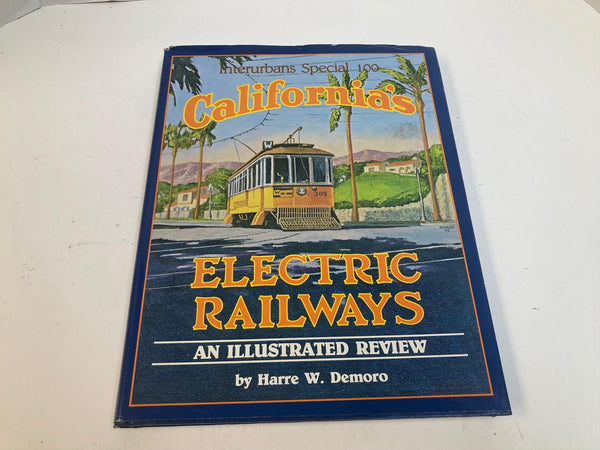 Interurbans Special 100
California's
W
ELECTRIC
RAILWAYS
AN ILLUSTRATED REVIEW
by Harre W. Demoro